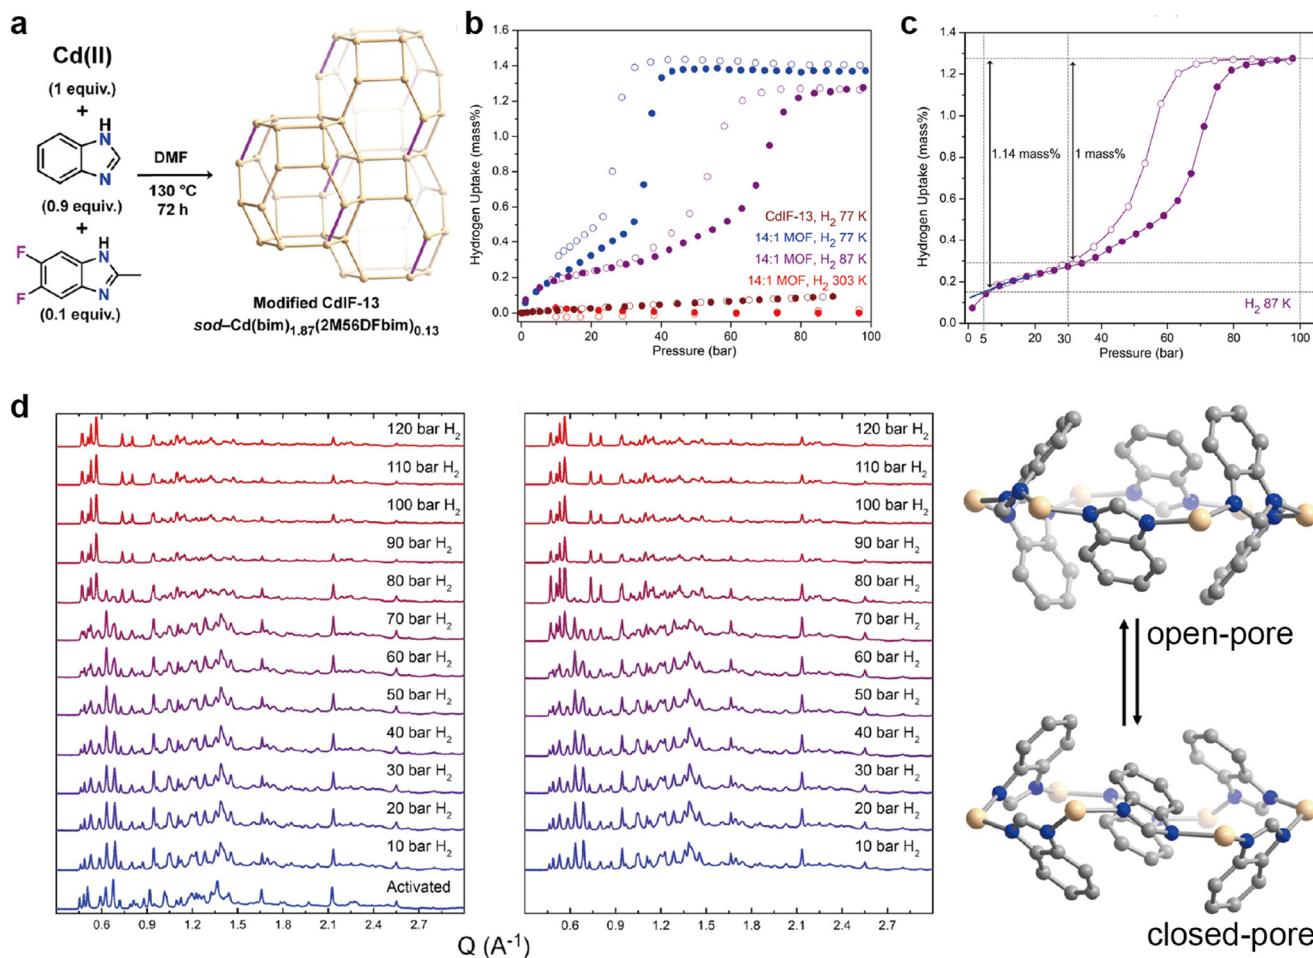 a
Cd(II)
(1 equiv.)
+
H
N
N
(0.9 equiv.)
+
H
N
F
F
N
(0.1 equiv.)
DMF
130 °C
72 h
Modified CdIF-13
sod–Cd(bim)1.87(2M56DFbim)0.13
b
Hydrogen Uptake (mass%)
1.6
1.4
1.2
1.0
0.8
0.6
0.4
0.2
0.0
CdIF-13, H2 77 K
14:1 MOF, H2 77 K
14:1 MOF, H2 87 K
14:1 MOF, H2 303 K
0 20 40 60 80 100
Pressure (bar)
c
Hydrogen Uptake (mass%)
1.4
1.2
1.0
0.8
0.6
0.4
0.2
0.0
1.14 mass%
1 mass%
H2 87 K
0 5 20 30 40 60 80 100
Pressure (bar)
d
120 bar H2
110 bar H2
100 bar H2
90 bar H2
80 bar H2
70 bar H2
60 bar H2
50 bar H2
40 bar H2
30 bar H2
20 bar H2
10 bar H2
Activated
0.6 0.9 1.2 1.5 1.8 2.1 2.4 2.7
120 bar H2
110 bar H2
100 bar H2
90 bar H2
80 bar H2
70 bar H2
60 bar H2
50 bar H2
40 bar H2
30 bar H2
20 bar H2
10 bar H2
0.6 0.9 1.2 1.5 1.8 2.1 2.4 2.7
Q (A-1)
open-pore
closed-pore